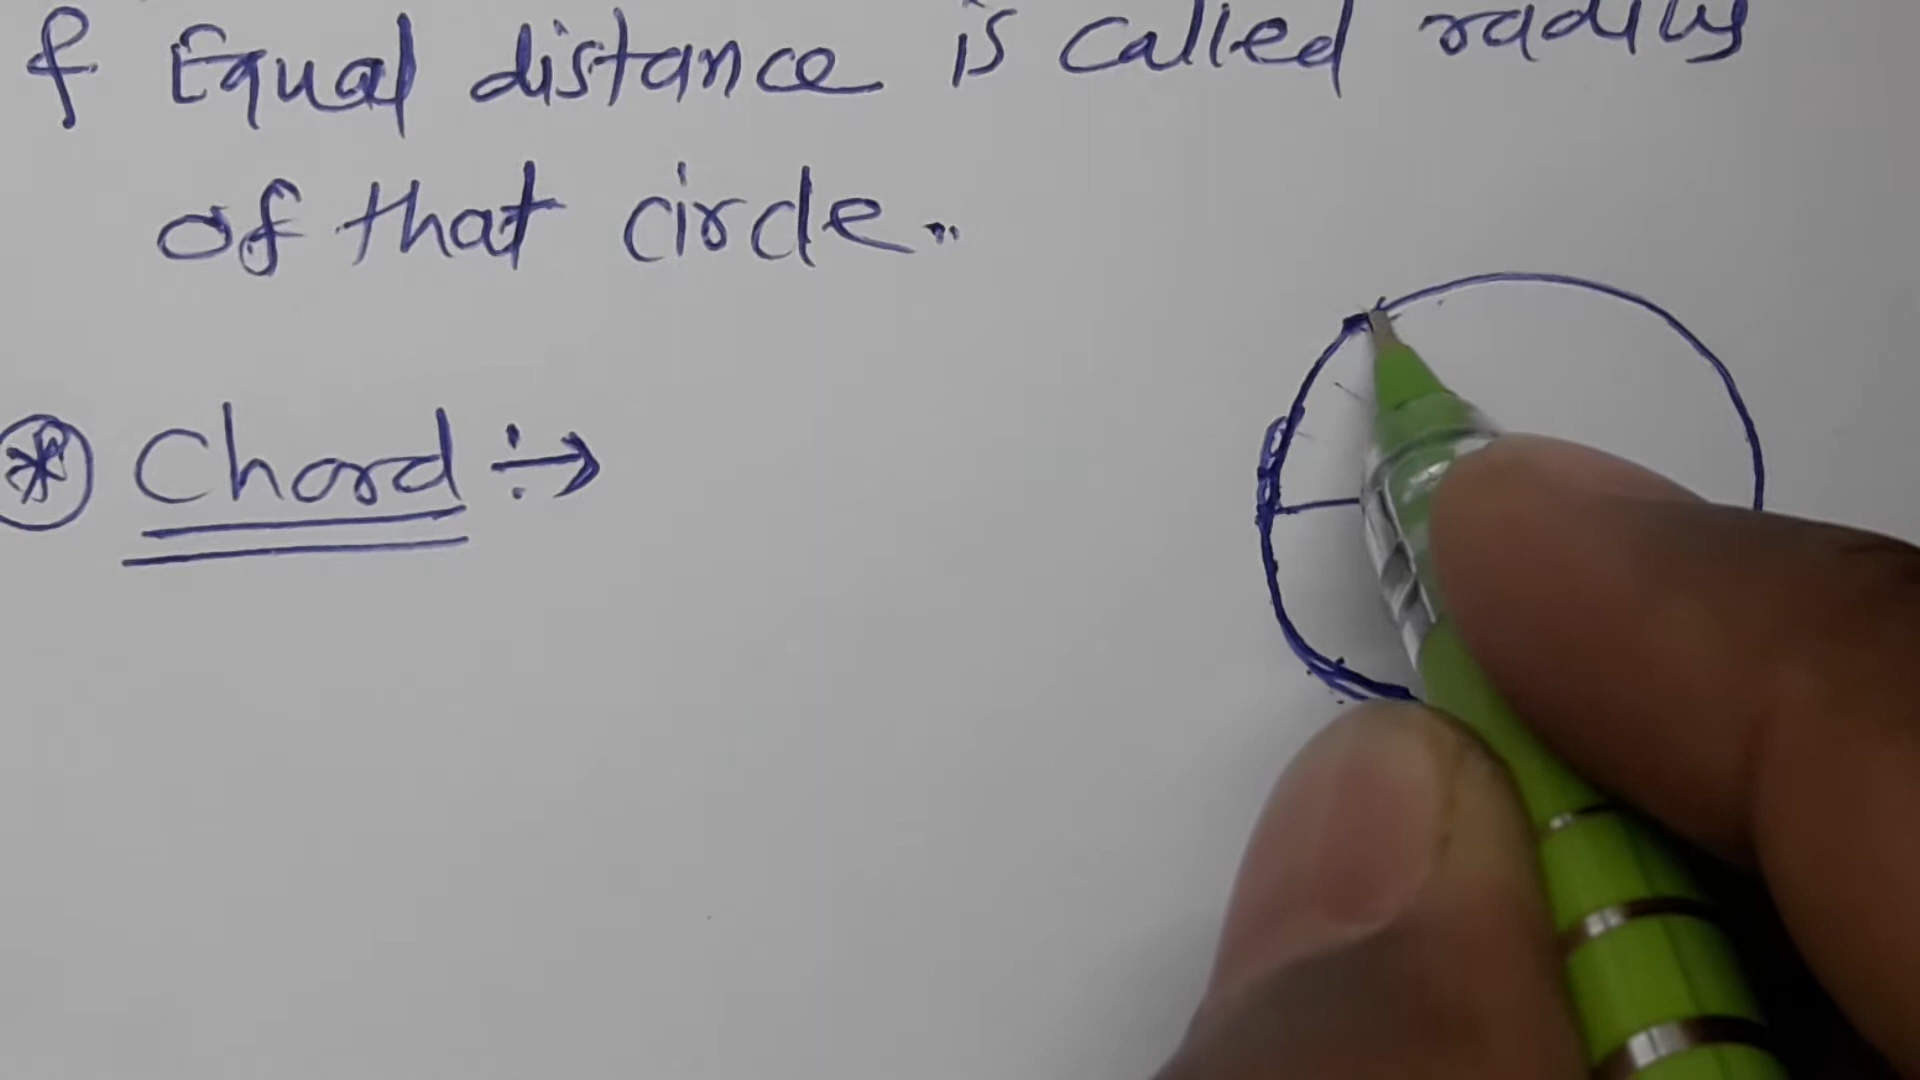 & Equal distance is called radius
of that circle..
* Chord ÷→